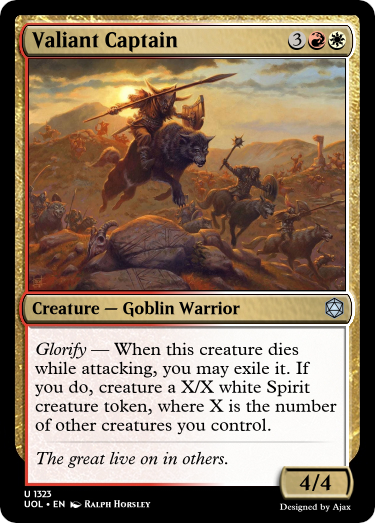 Valiant Captain 3
Creature — Goblin Warrior
Glorify — When this creature dies
while attacking, you may exile it. If
you do, creature a X/X white Spirit
creature token, where X is the number
of other creatures you control.
The great live on in others.
4/4
U 1323
UOL • EN Ralph Horsley
Designed by Ajax